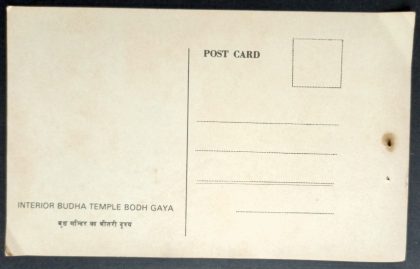 POST CARD
INTERIOR BUDHA TEMPLE BODH GAYA
बुध मन्दिर का भीतरी दृश्य